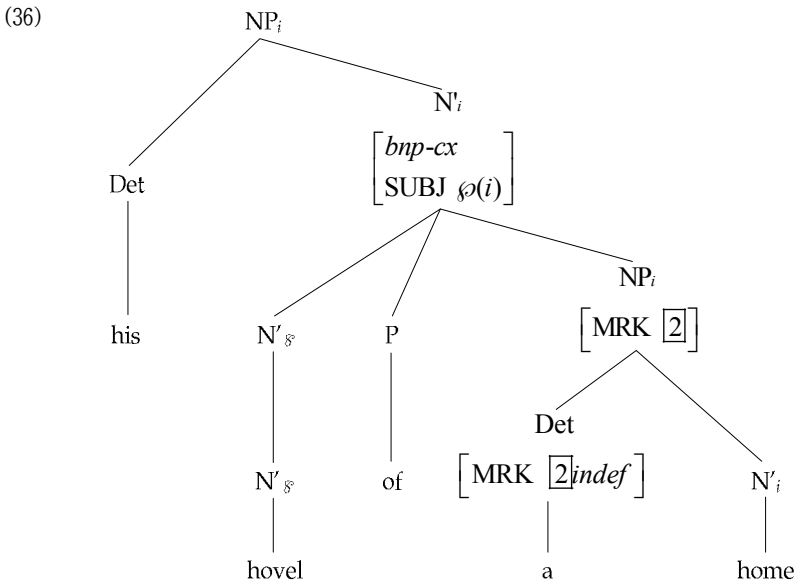 (36)
NPᵢ
N'ᵢ
bnp-cx
Det
SUBJ ℘(i)
NPᵢ
his
N′ ℘
P
[MRK 2]
Det
N′ ℘
of
[MRK 2 indef]
N′ᵢ
hovel
a
home